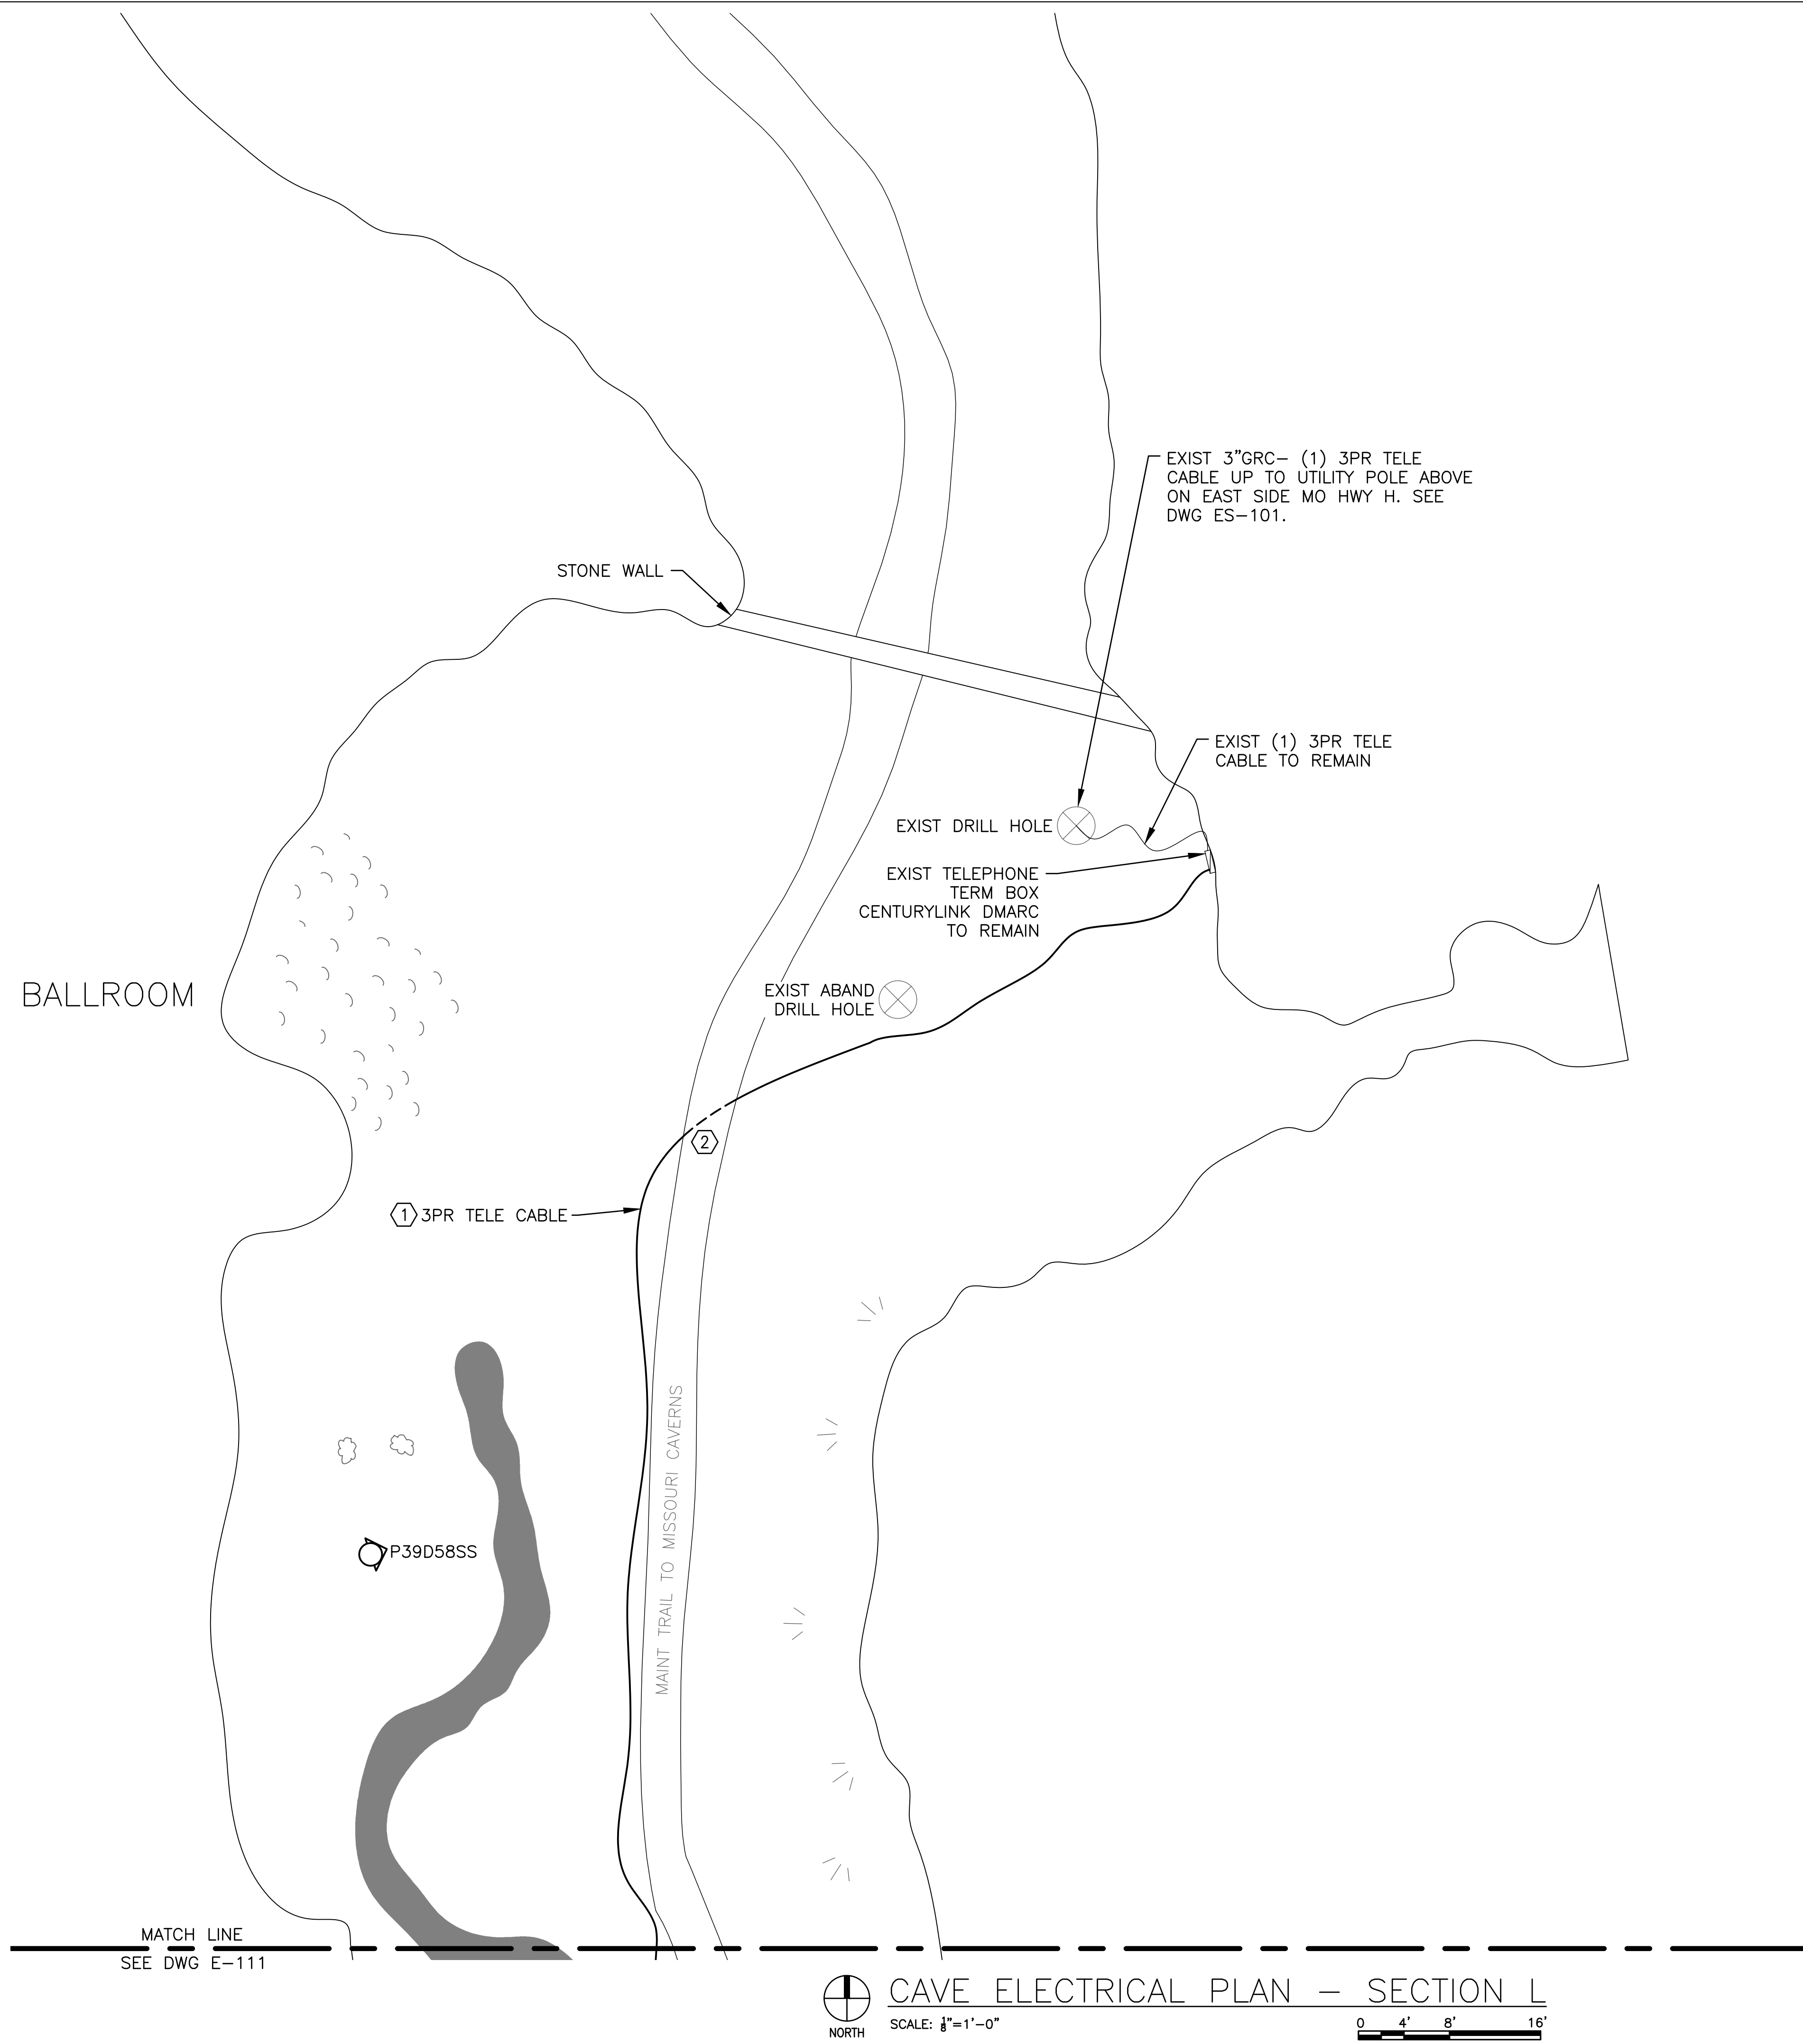 EXIST 3"GRC– (1) 3PR TELE
CABLE UP TO UTILITY POLE ABOVE
ON EAST SIDE MO HWY H. SEE
DWG ES–101.
STONE WALL
EXIST (1) 3PR TELE
CABLE TO REMAIN
EXIST DRILL HOLE
EXIST TELEPHONE
TERM BOX
CENTURYLINK DMARC
TO REMAIN
BALLROOM
EXIST ABAND
DRILL HOLE
2
1 3PR TELE CABLE
MAINT TRAIL TO MISSOURI CAVERNS
P39D58SS
MATCH LINE
SEE DWG E–111
NORTH
CAVE ELECTRICAL PLAN – SECTION L
SCALE: 1/8"=1'–0"
0 4' 8' 16'